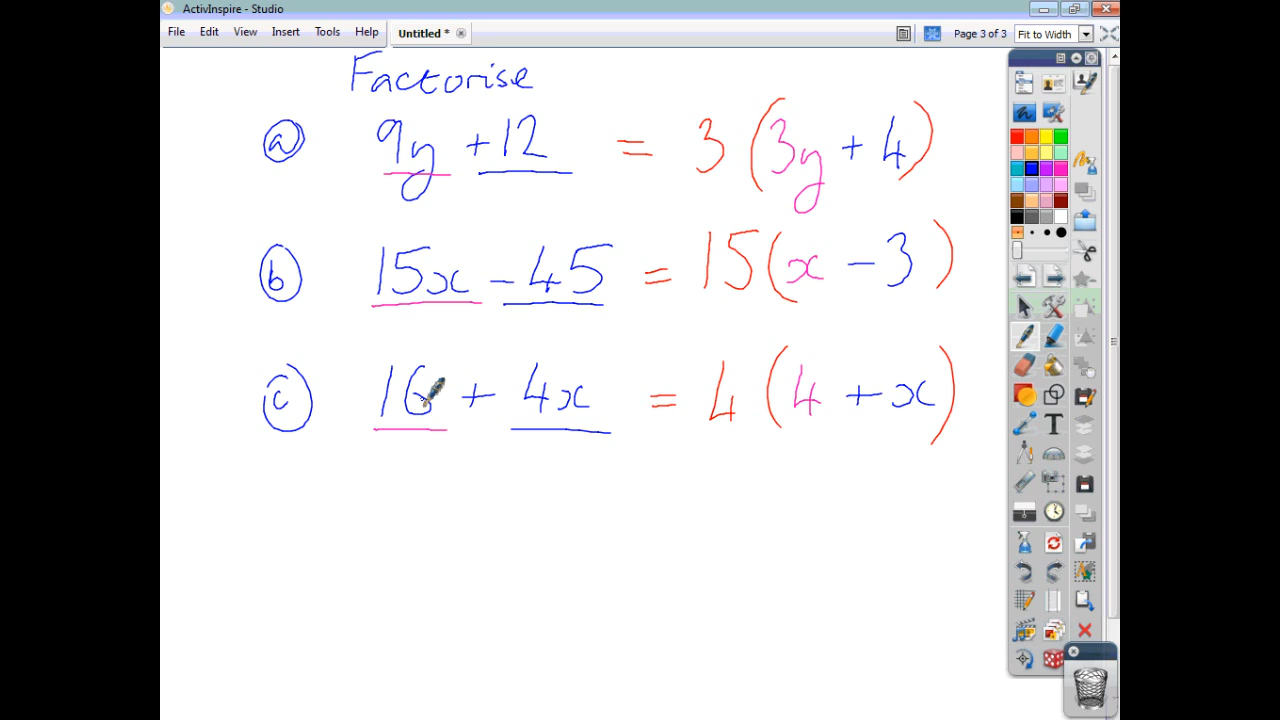 ActivInspire - Studio
File Edit View Insert Tools Help Untitled * Page 3 of 3 Fit to Width
Factorise
a 9y + 12 = 3 (3y + 4)
b 15x - 45 = 15(x - 3)
c 16 + 4x = 4 (4 + x)